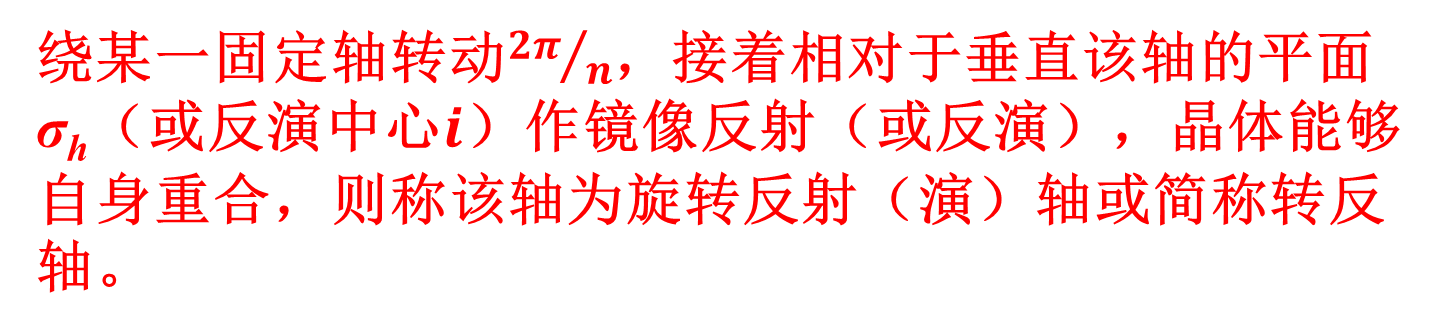 绕某一固定轴转动2π/n，接着相对于垂直该轴的平面
σh（或反演中心i）作镜像反射（或反演），晶体能够
自身重合，则称该轴为旋转反射（演）轴或简称转反
轴。